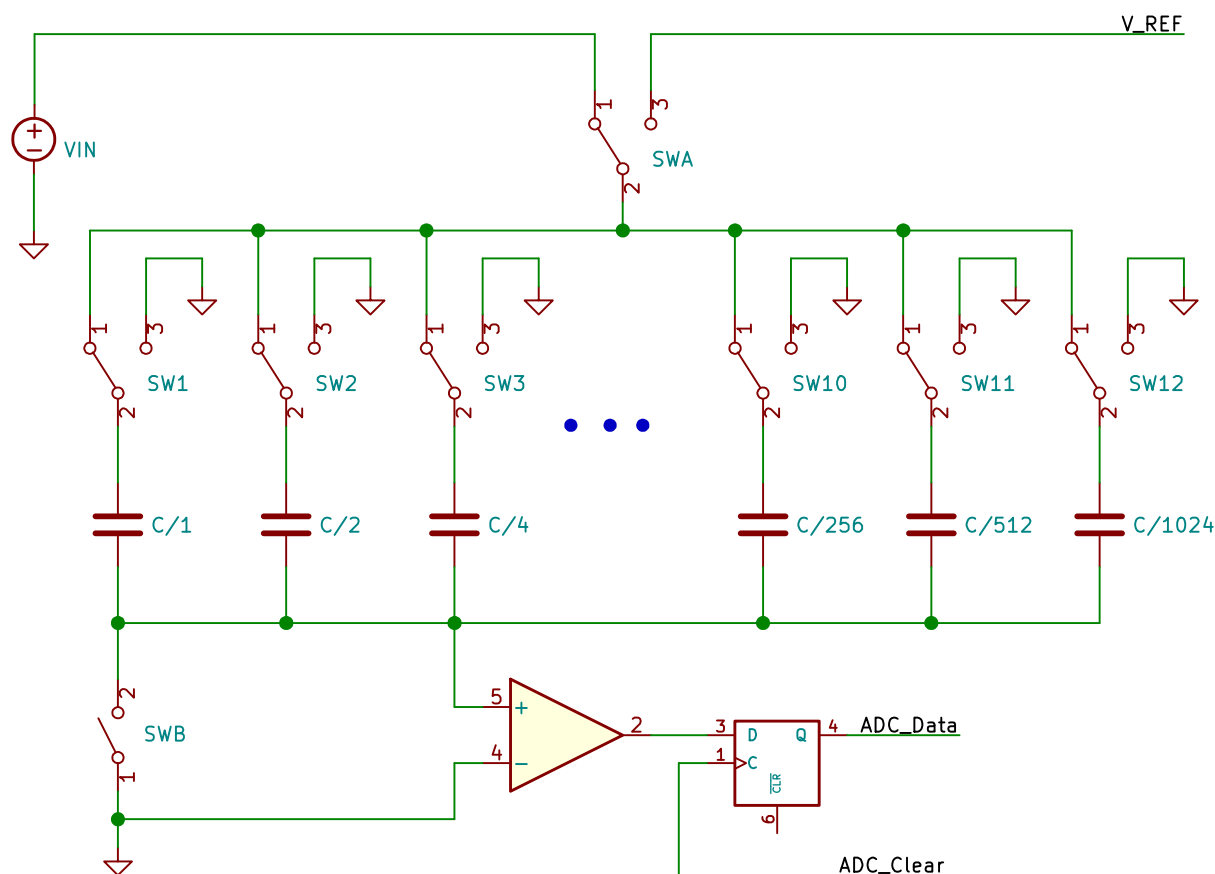 V_REF
1
3
+
−
VIN
SWA
2
1 3 1 3 1 3 1 3 1 3 1 3
SW1 SW2 SW3 SW10 SW11 SW12
2 2 2 2 2 2
C/1 C/2 C/4 C/256 C/512 C/1024
2
5
+
SWB
2
3 D Q 4 ADC_Data
4
−
1 C
1
CLR
6
ADC_Clear